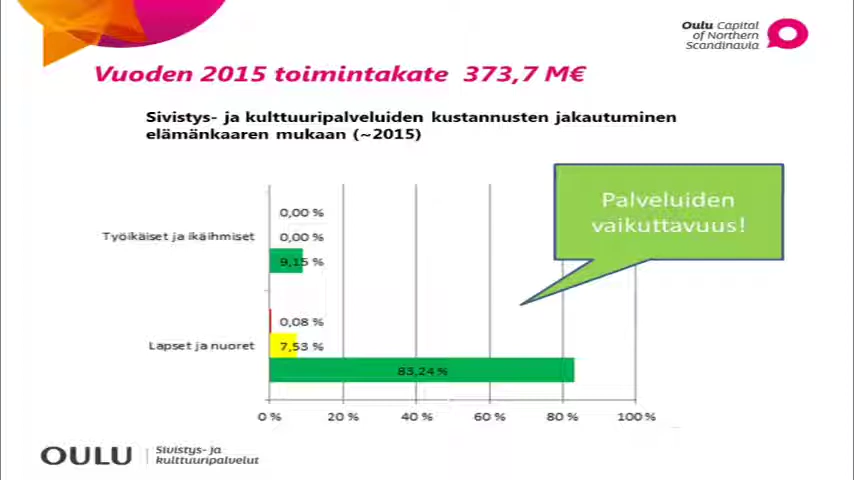 Oulu Capital
of Northern
Scandinavia
Vuoden 2015 toimintakate 373,7 M€
Sivistys- ja kulttuuripalveluiden kustannusten jakautuminen
elämänkaaren mukaan (~2015)
Palveluiden
vaikuttavuus!
0,00 %
Työikäiset ja ikäihmiset
0,00 %
9,15 %
0,08 %
Lapset ja nuoret
7,53 %
83,24 %
0 %
20 %
40 %
60 %
80 %
100 %
OULU
Sivistys- ja
kulttuuripalvelut